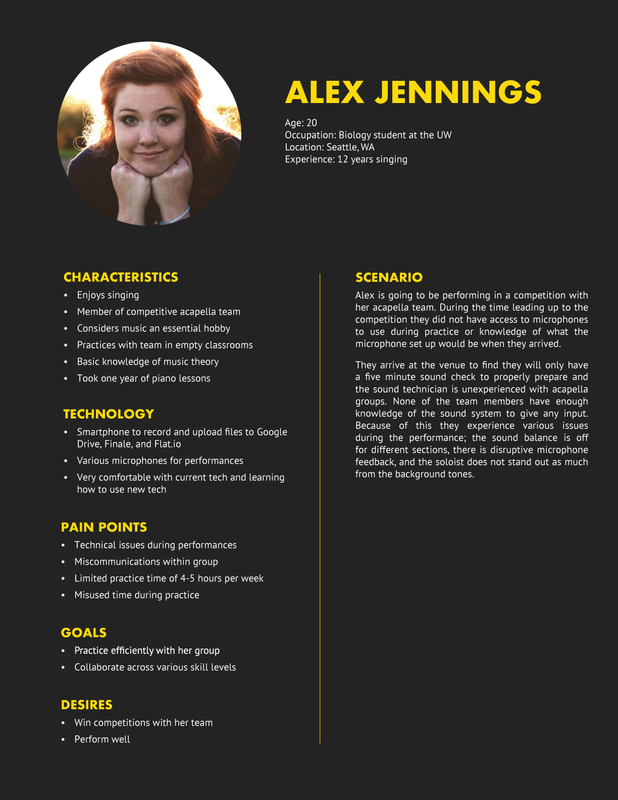 ALEX JENNINGS
Age: 20
Occupation: Biology student at the UW
Location: Seattle, WA
Experience: 12 years singing
CHARACTERISTICS
• Enjoys singing
• Member of competitive acapella team
• Considers music an essential hobby
• Practices with team in empty classrooms
• Basic knowledge of music theory
• Took one year of piano lessons
TECHNOLOGY
• Smartphone to record and upload files to Google
Drive, Finale, and Flat.io
• Various microphones for performances
• Very comfortable with current tech and learning
how to use new tech
PAIN POINTS
• Technical issues during performances
• Miscommunications within group
• Limited practice time of 4-5 hours per week
• Misused time during practice
GOALS
• Practice efficiently with her group
• Collaborate across various skill levels
DESIRES
• Win competitions with her team
• Perform well
SCENARIO
Alex is going to be performing in a competition with
her acapella team. During the time leading up to the
competition they did not have access to microphones
to use during practice or knowledge of what the
microphone set up would be when they arrived.
They arrive at the venue to find they will only have
a five minute sound check to properly prepare and
the sound technician is unexperienced with acapella
groups. None of the team members have enough
knowledge of the sound system to give any input.
Because of this they experience various issues
during the performance; the sound balance is off
for different sections, there is disruptive microphone
feedback, and the soloist does not stand out as much
from the background tones.